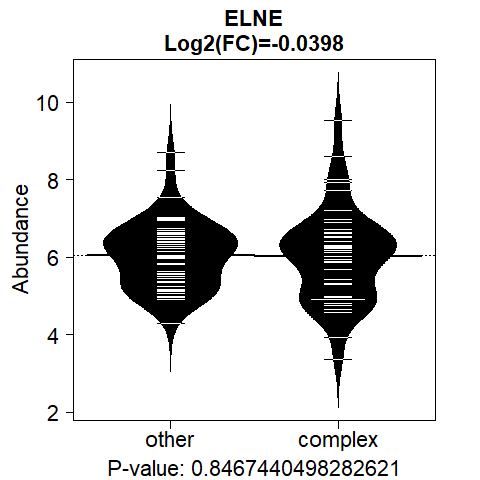 ELNE
Log2(FC)=-0.0398
Abundance
10
8
6
4
2
other complex
P-value: 0.8467440498282621